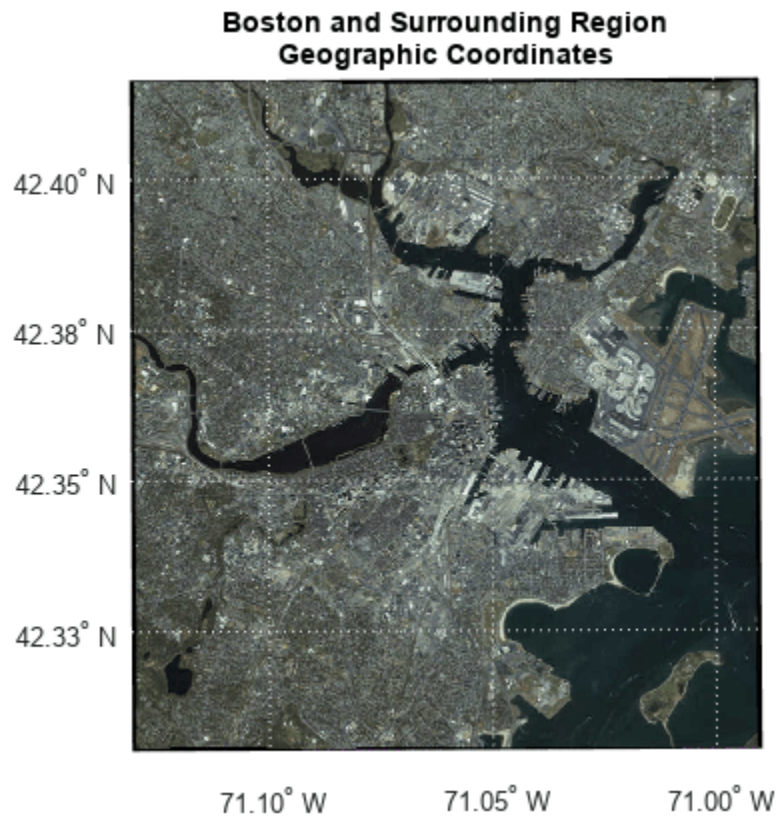 Boston and Surrounding Region
Geographic Coordinates
42.40° N
42.38° N
42.35° N
42.33° N
71.10° W
71.05° W
71.00° W